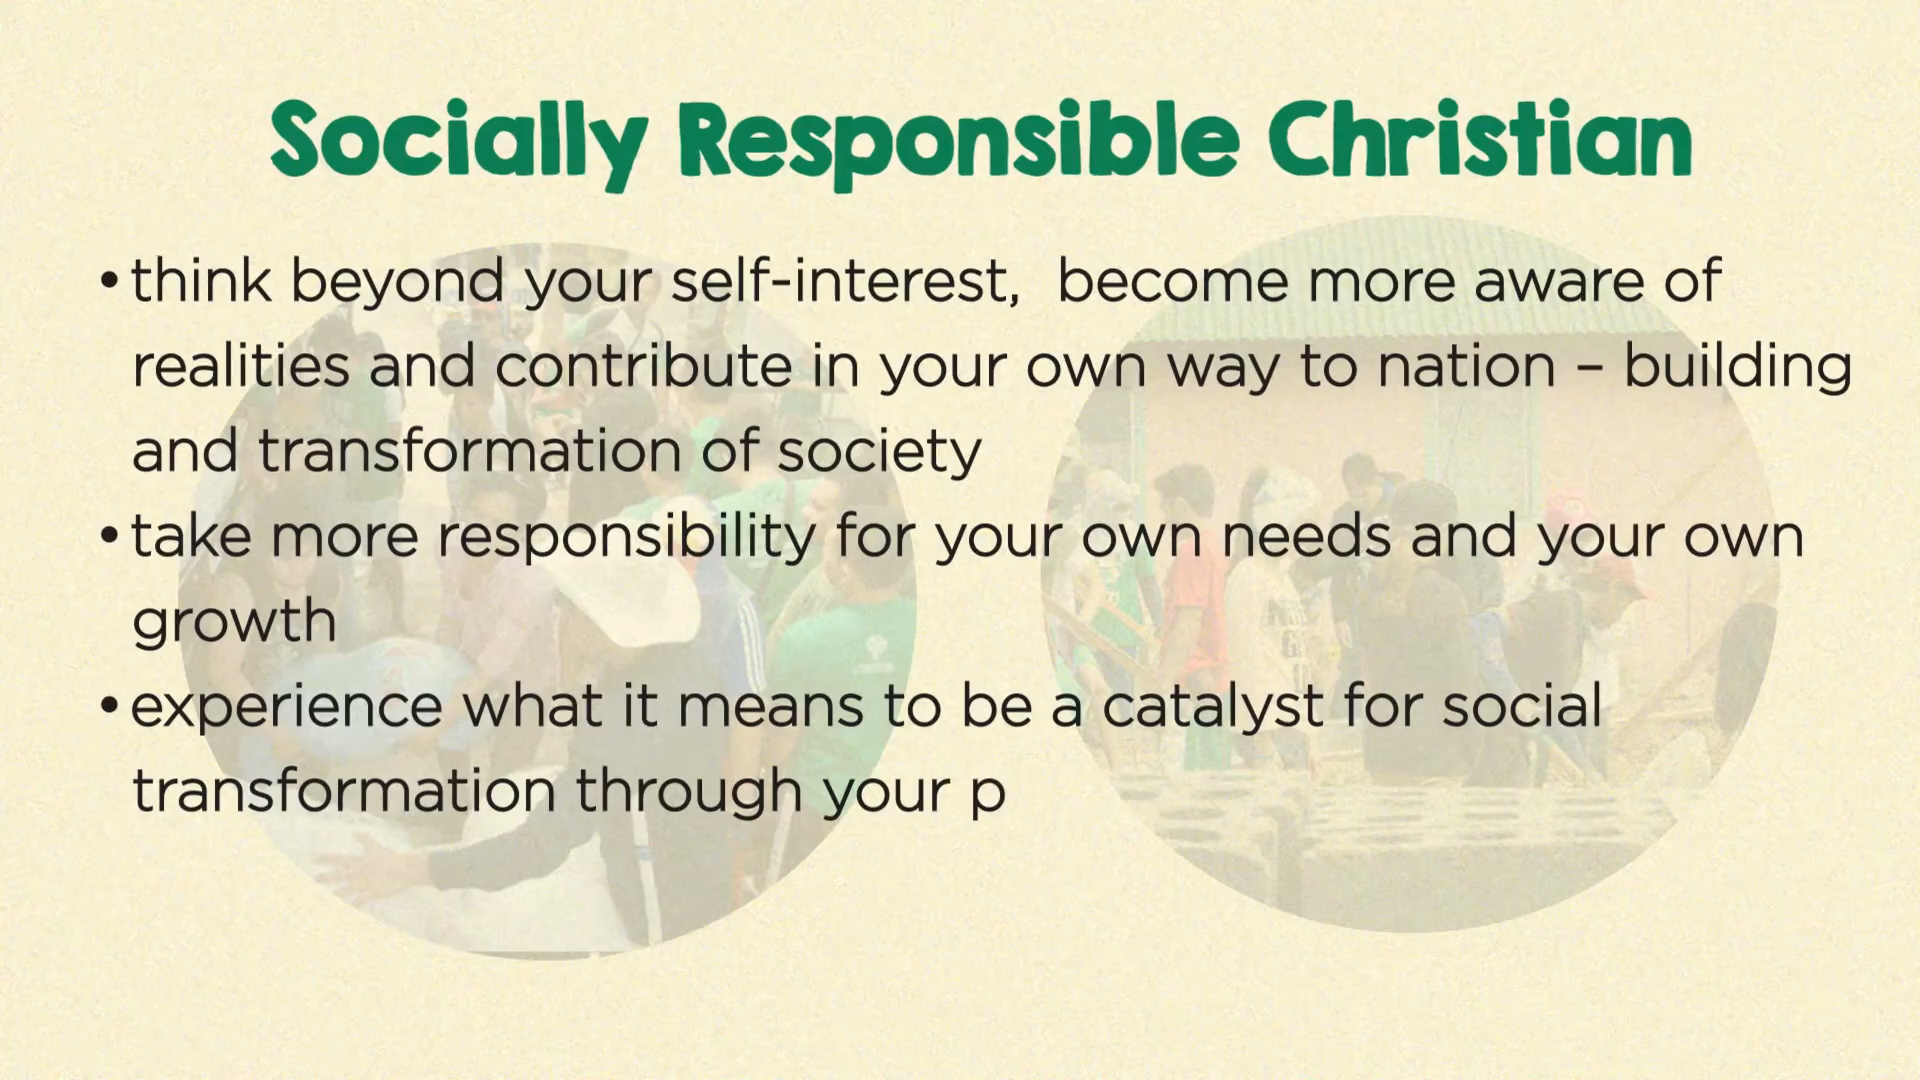 Socially Responsible Christian
• think beyond your self-interest,  become more aware of
realities and contribute in your own way to nation – building
and transformation of society
• take more responsibility for your own needs and your own
growth
• experience what it means to be a catalyst for social
transformation through your p